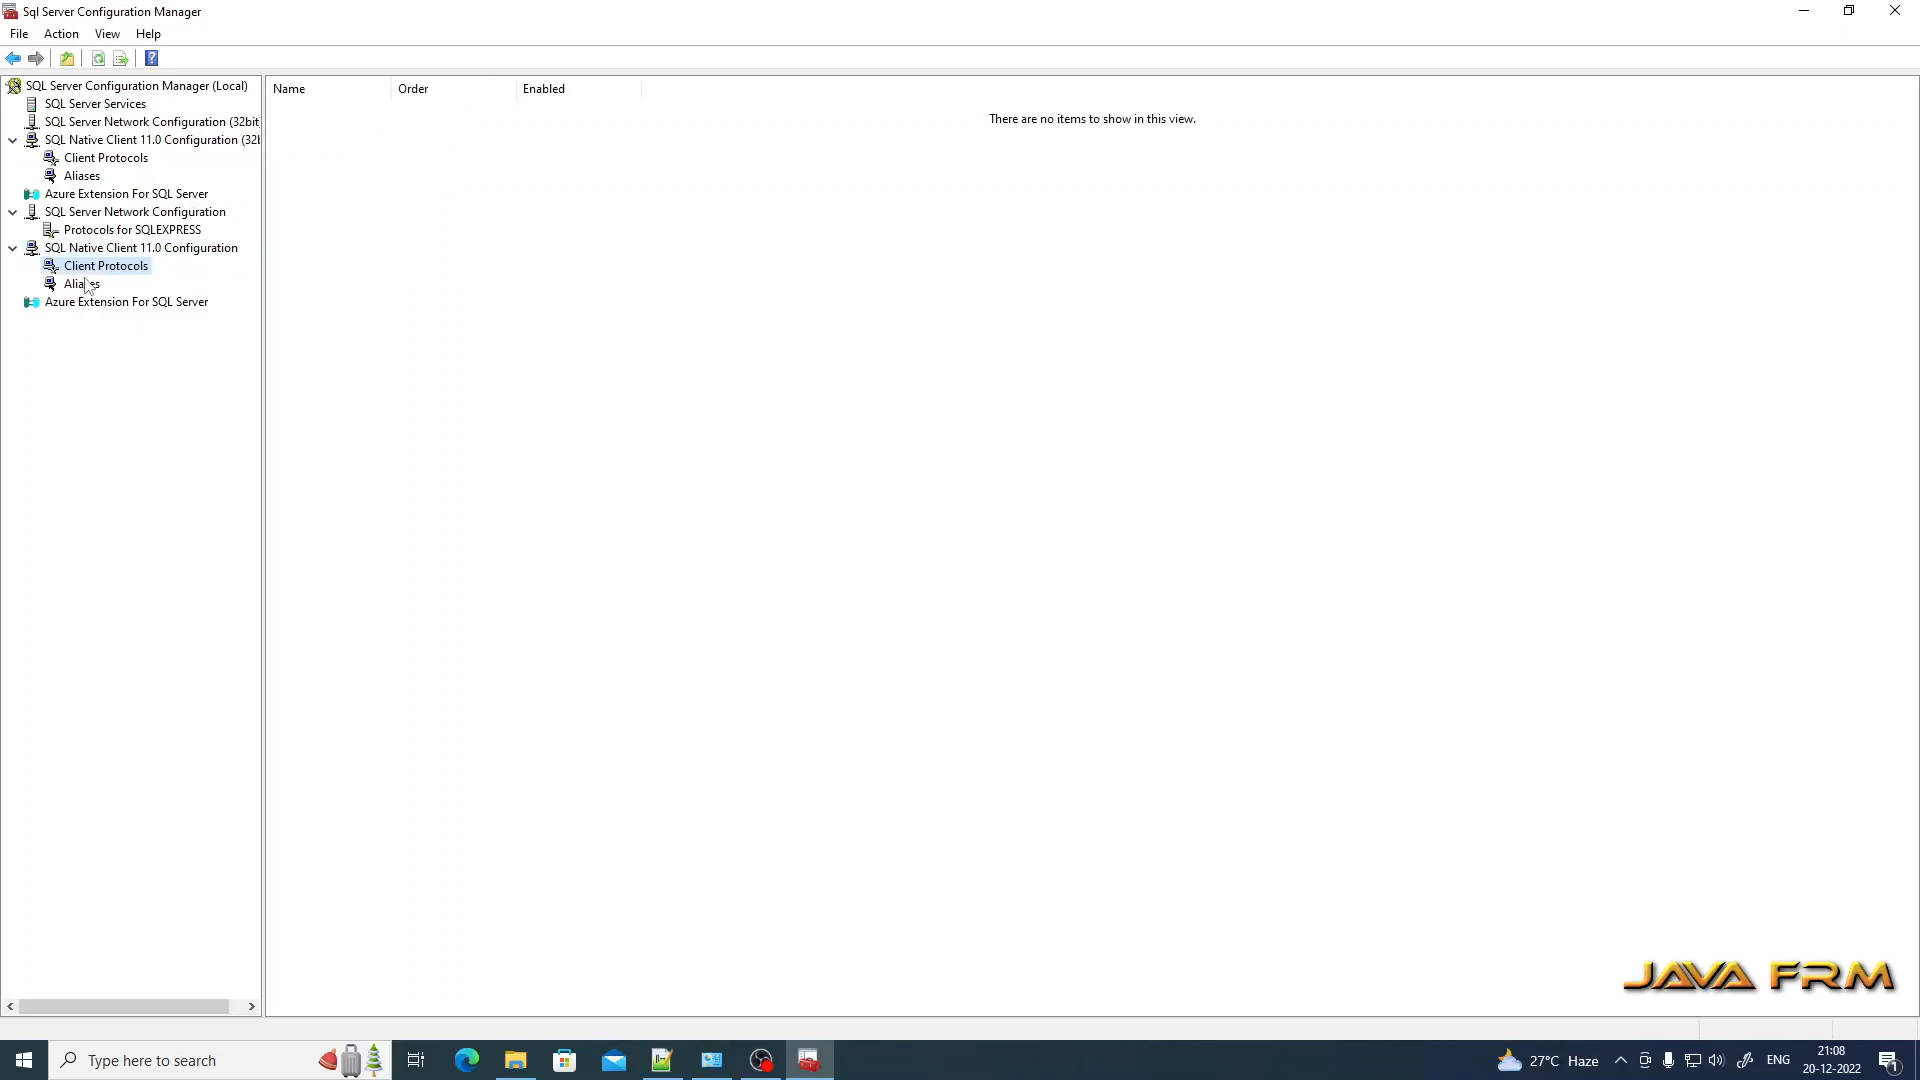 Sql Server Configuration Manager
File Action View Help
SQL Server Configuration Manager (Local)
SQL Server Services
SQL Server Network Configuration (32bit
SQL Native Client 11.0 Configuration (32b
Client Protocols
Aliases
Azure Extension For SQL Server
SQL Server Network Configuration
Protocols for SQLEXPRESS
SQL Native Client 11.0 Configuration
Client Protocols
Aliases
Azure Extension For SQL Server
Name Order Enabled
There are no items to show in this view.
JAVA FRM
Type here to search
27°C Haze
ENG
21:08
20-12-2022
1